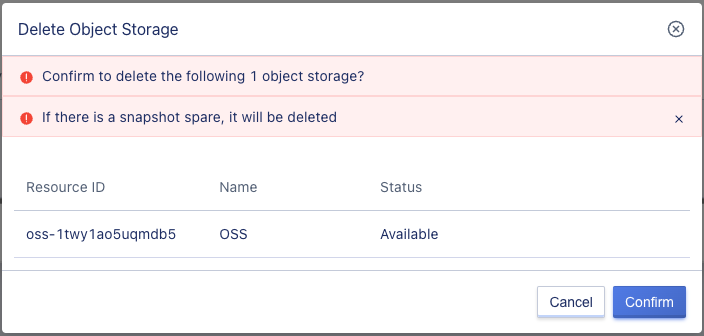 Delete Object Storage
Confirm to delete the following 1 object storage?
If there is a snapshot spare, it will be deleted
Resource ID Name Status
oss-1twy1ao5uqmdb5 OSS Available
Cancel Confirm